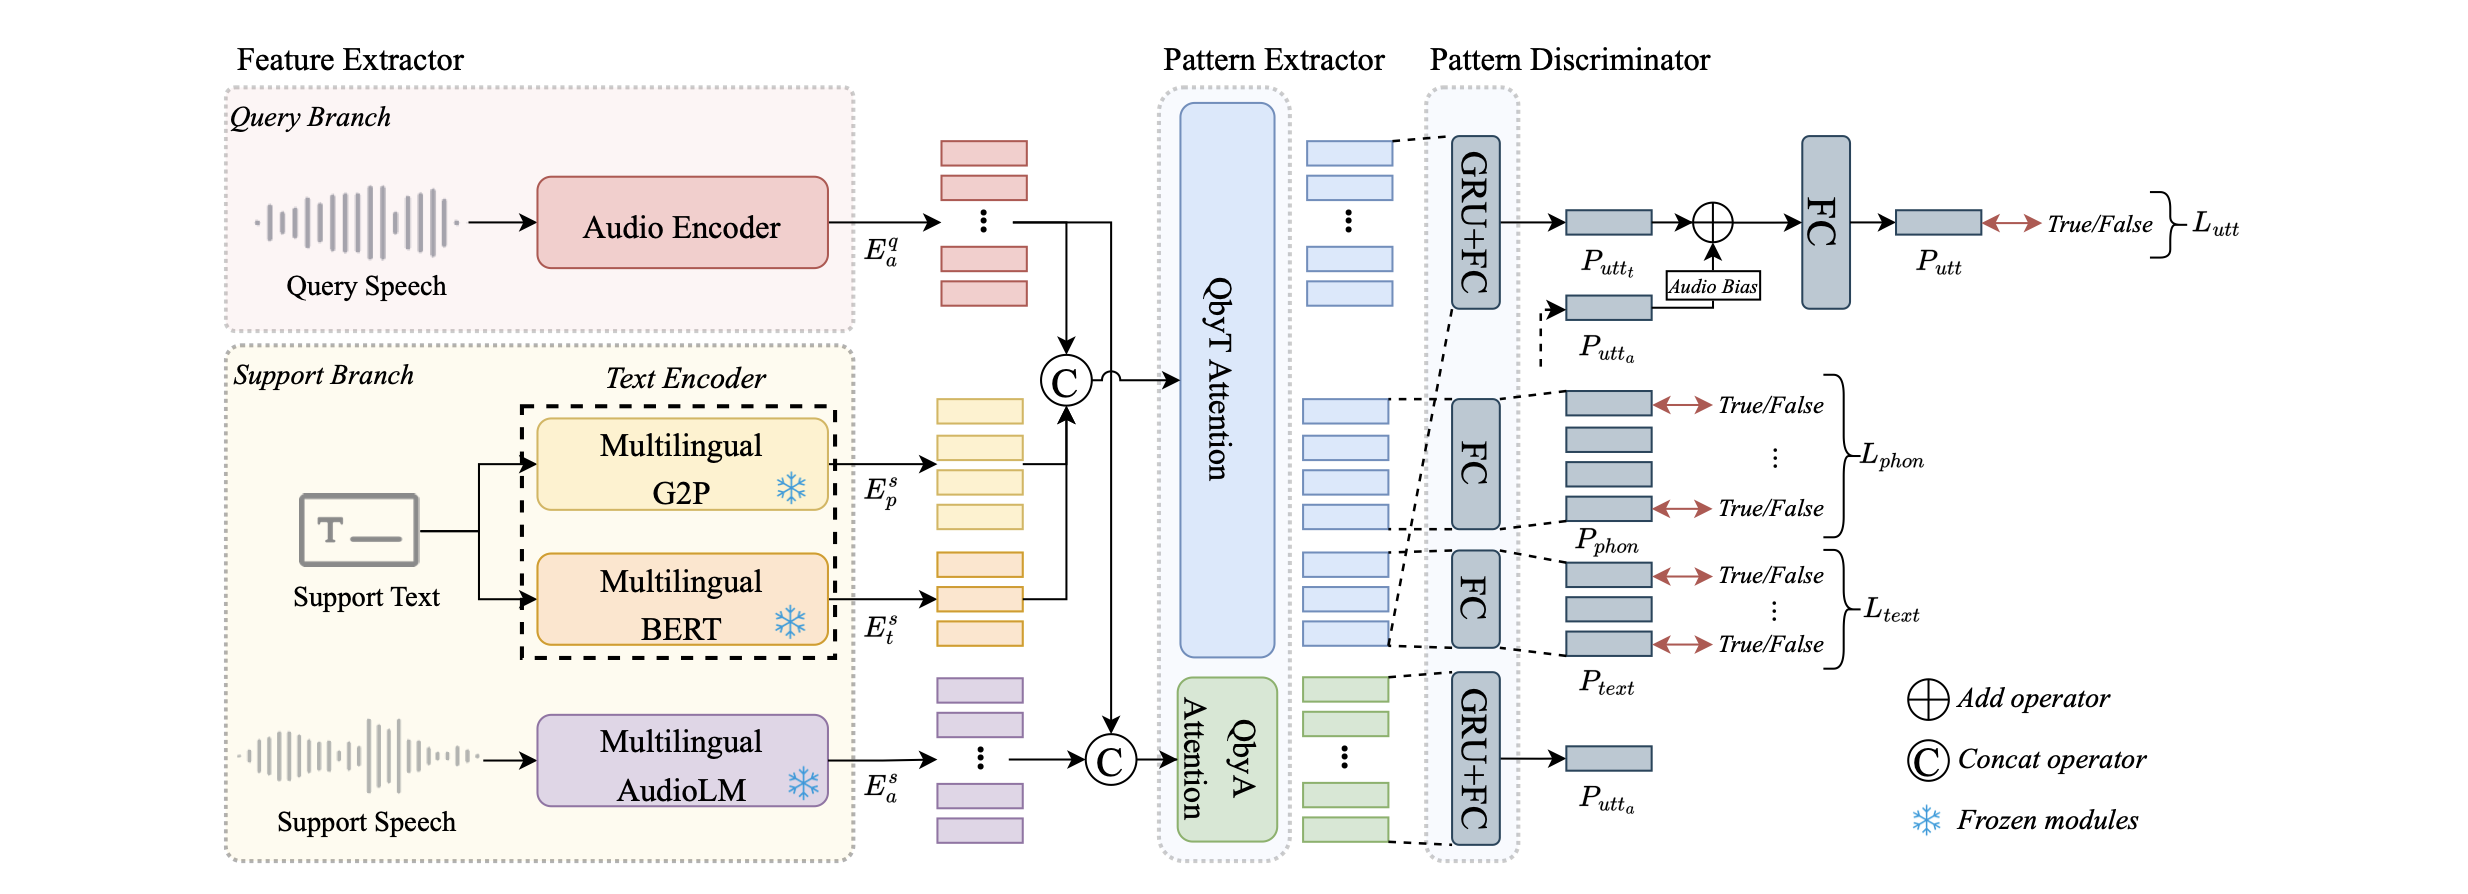 Feature Extractor
Pattern Extractor
Pattern Discriminator
Query Branch
Audio Encoder
Query Speech
E_a^q
Support Branch
Text Encoder
Multilingual
G2P
E_p^s
T
Support Text
Multilingual
BERT
E_t^s
Multilingual
AudioLM
E_a^s
Support Speech
C
C
QbyT Attention
QbyA
Attention
GRU+FC
FC
FC
GRU+FC
P_{utt_t}
Audio Bias
P_{utt_a}
FC
P_{utt}
True/False
L_{utt}
True/False
True/False
P_{phon}
L_{phon}
True/False
True/False
P_{text}
L_{text}
P_{utt_a}
Add operator
C Concat operator
Frozen modules